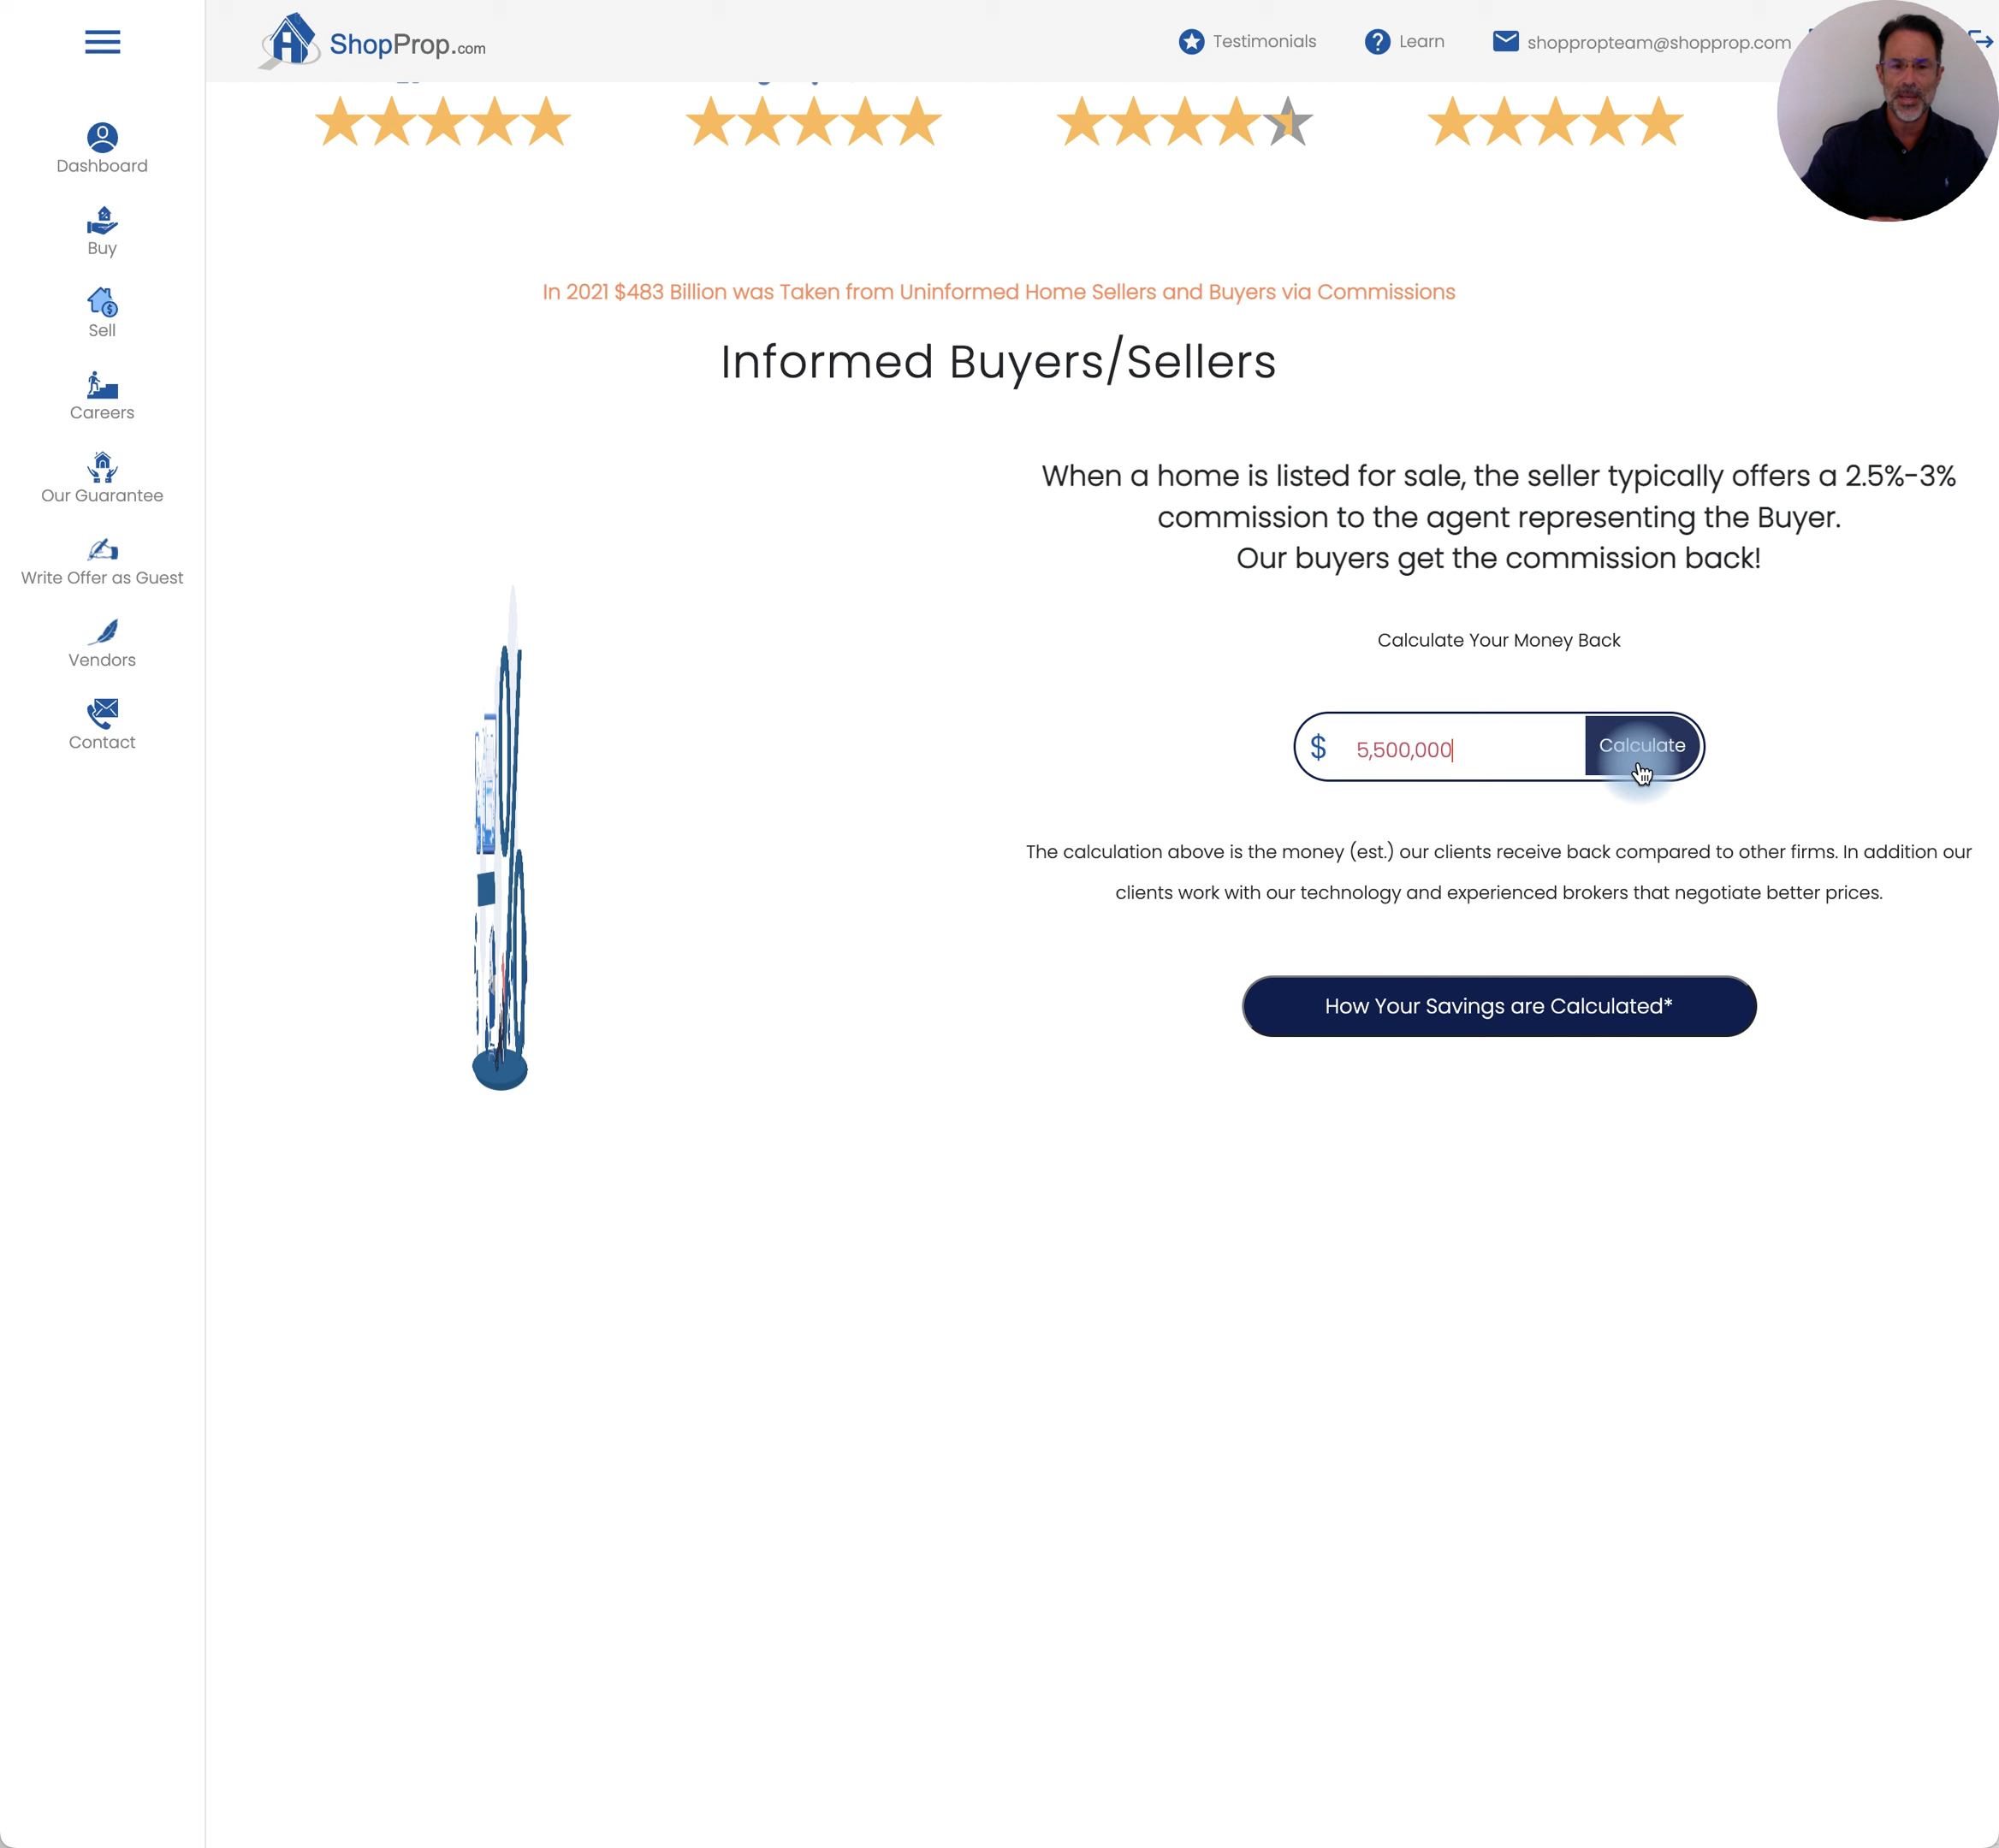 ShopProp.com
Testimonials
Learn
shoppropteam@shopprop.com
Dashboard
Buy
Sell
Careers
Our Guarantee
Write Offer as Guest
Vendors
Contact
In 2021 $483 Billion was Taken from Uninformed Home Sellers and Buyers via Commissions
Informed Buyers/Sellers
When a home is listed for sale, the seller typically offers a 2.5%-3%
commission to the agent representing the Buyer.
Our buyers get the commission back!
Calculate Your Money Back
$ 5,500,000 Calculate
The calculation above is the money (est.) our clients receive back compared to other firms. In addition our
clients work with our technology and experienced brokers that negotiate better prices.
How Your Savings are Calculated*